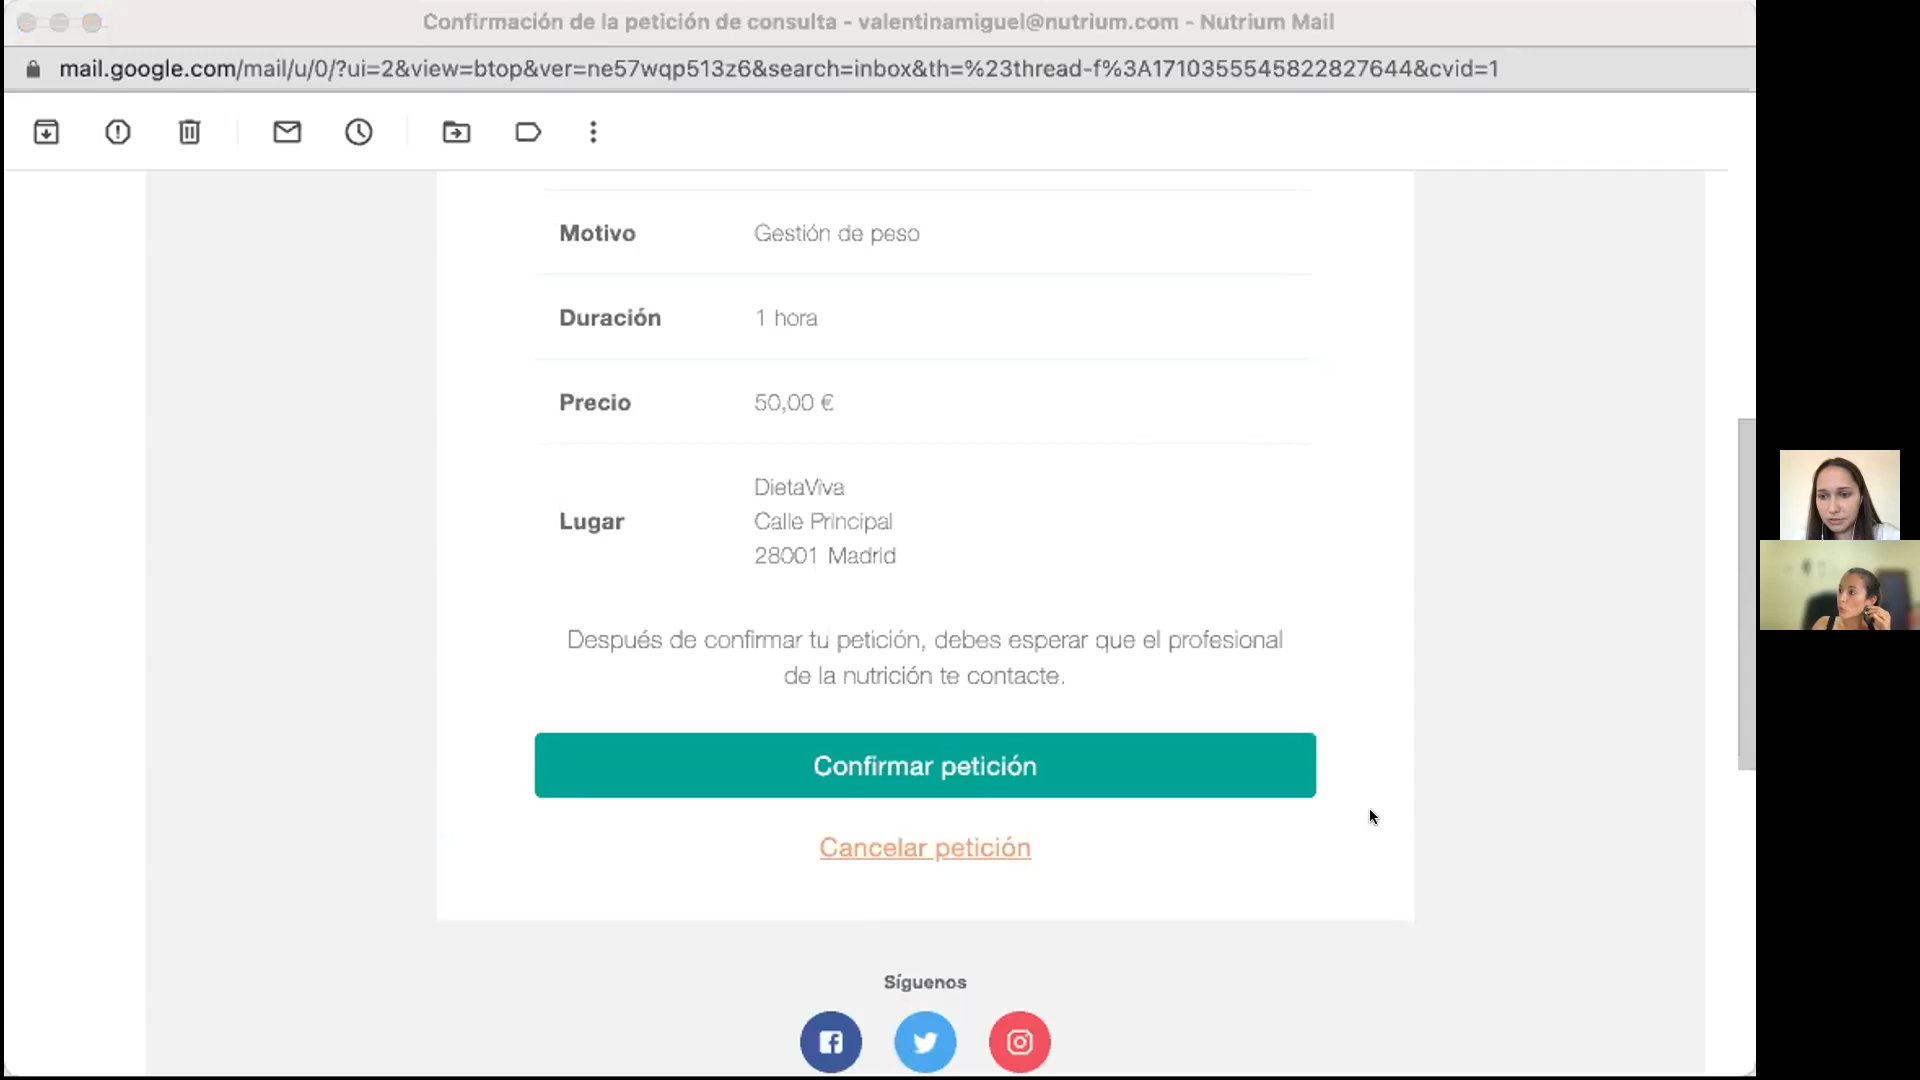 Confirmación de la petición de consulta - valentinamiguel@nutrium.com - Nutrium Mail
mail.google.com/mail/u/0/?ui=2&view=btop&ver=ne57wqp513z6&search=inbox&th=%23thread-f%3A1710355545822827644&cvid=1
Motivo Gestión de peso
Duración 1 hora
Precio 50,00 €
Lugar DietaViva
Calle Principal
28001 Madrid
Después de confirmar tu petición, debes esperar que el profesional
de la nutrición te contacte.
Confirmar petición
Cancelar petición
Síguenos